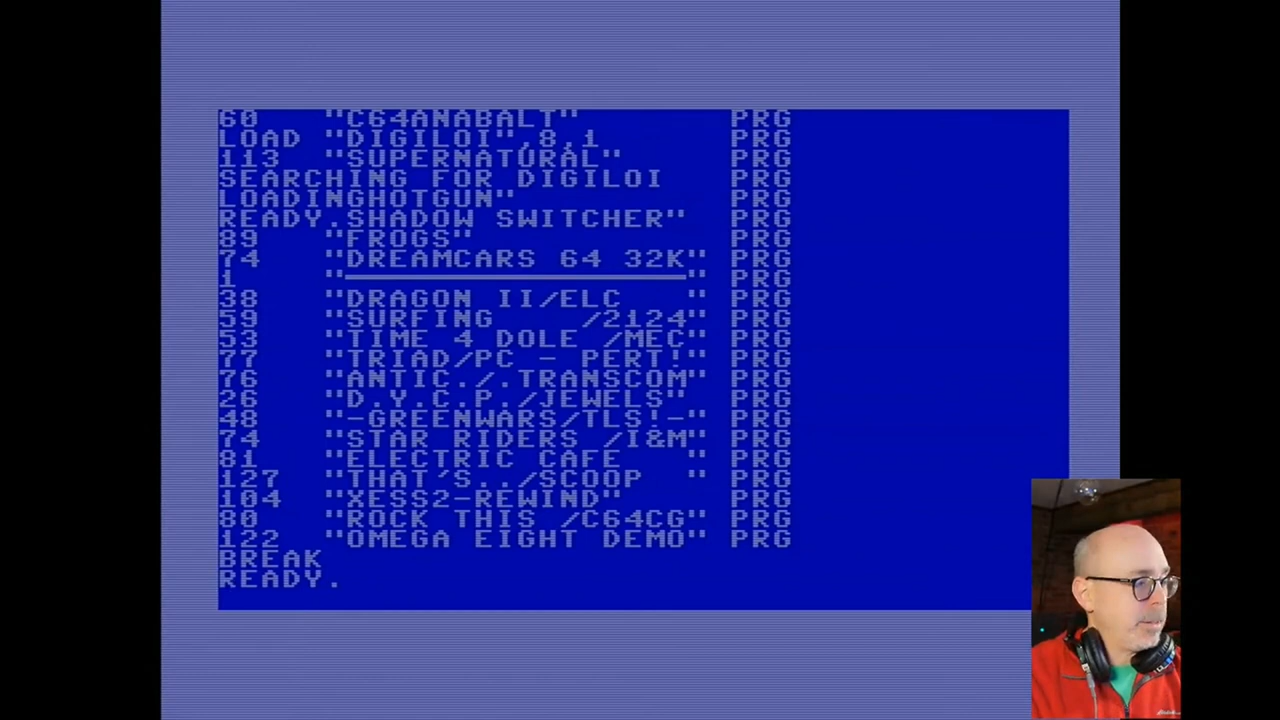 60 "C64ANABALT" PRG
LOAD "DIGILOI",8,1 PRG
113 "SUPERNATURAL" PRG
SEARCHING FOR DIGILOI PRG
LOADINGHOTGUN" PRG
READY.SHADOW SWITCHER" PRG
89 "FROGS" PRG
74 "DREAMCARS 64 32K" PRG
1 "————————————————" PRG
38 "DRAGON II/ELC " PRG
59 "SURFING /2124" PRG
53 "TIME 4 DOLE /MEC" PRG
77 "TRIAD/PC - PERT!" PRG
76 "ANTIC./.TRANSCOM" PRG
26 "D.Y.C.P./JEWELS" PRG
48 "-GREENWARS/TLS!-" PRG
74 "STAR RIDERS /I&M" PRG
81 "ELECTRIC CAFE " PRG
127 "THAT'S../SCOOP " PRG
104 "XESS2-REWIND" PRG
80 "ROCK THIS /C64CG" PRG
122 "OMEGA EIGHT DEMO" PRG
BREAK
READY.